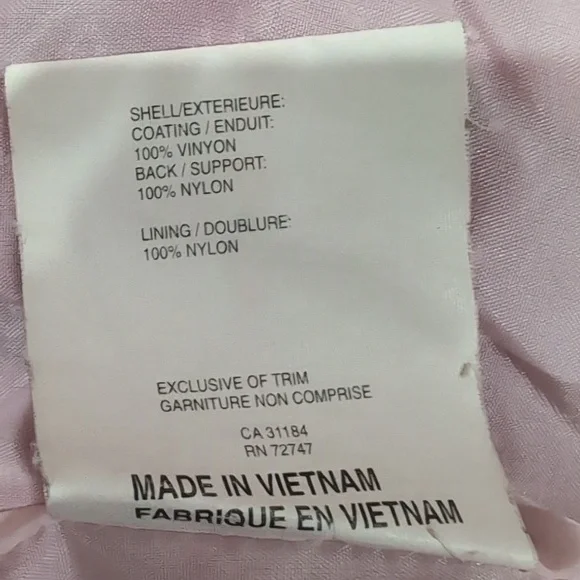 SHELL/EXTERIEURE:
COATING / ENDUIT:
100% VINYON
BACK / SUPPORT:
100% NYLON
LINING / DOUBLURE:
100% NYLON
EXCLUSIVE OF TRIM
GARNITURE NON COMPRISE
CA 31184
RN 72747
MADE IN VIETNAM
FABRIQUE EN VIETNAM